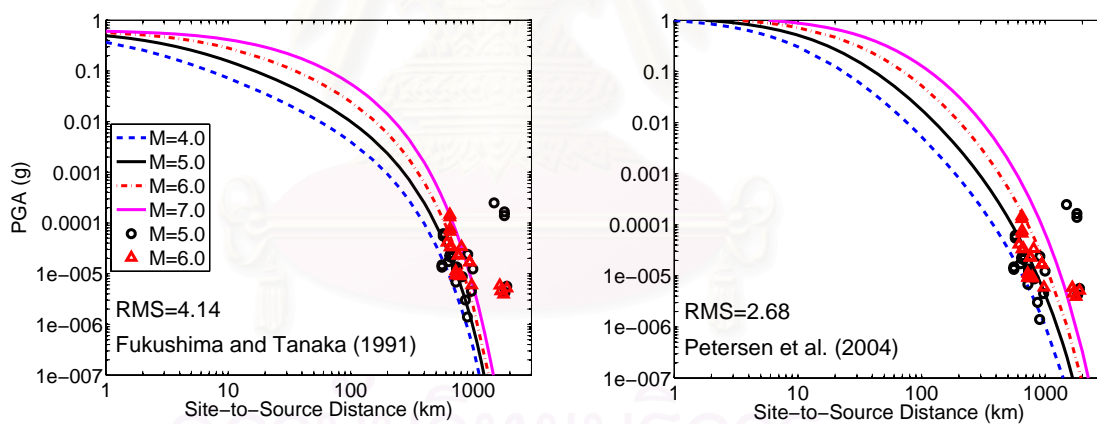 1
0.1
0.01
0.001
0.0001
1e−005
1e−006
1e−007
PGA (g)
M=4.0
M=5.0
M=6.0
M=7.0
M=5.0
M=6.0
RMS=4.14
Fukushima and Tanaka (1991)
1
10
100
1000
Site−to−Source Distance (km)
1
0.1
0.01
0.001
0.0001
1e−005
1e−006
1e−007
RMS=2.68
Petersen et al. (2004)
1
10
100
1000
Site−to−Source Distance (km)